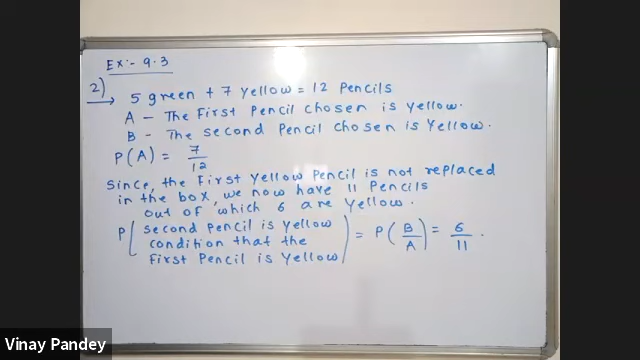 Ex:- 9.3
2)
5 green + 7 yellow = 12 Pencils
A - The First Pencil chosen is yellow.
B - The second Pencil chosen is yellow.
P(A) = 7/12
Since, the First yellow Pencil is not replaced
in the box, we now have 11 Pencils
out of which 6 are yellow.
P( second Pencil is yellow
condition that the
First Pencil is yellow ) = P(B/A) = 6/11.
Vinay Pandey